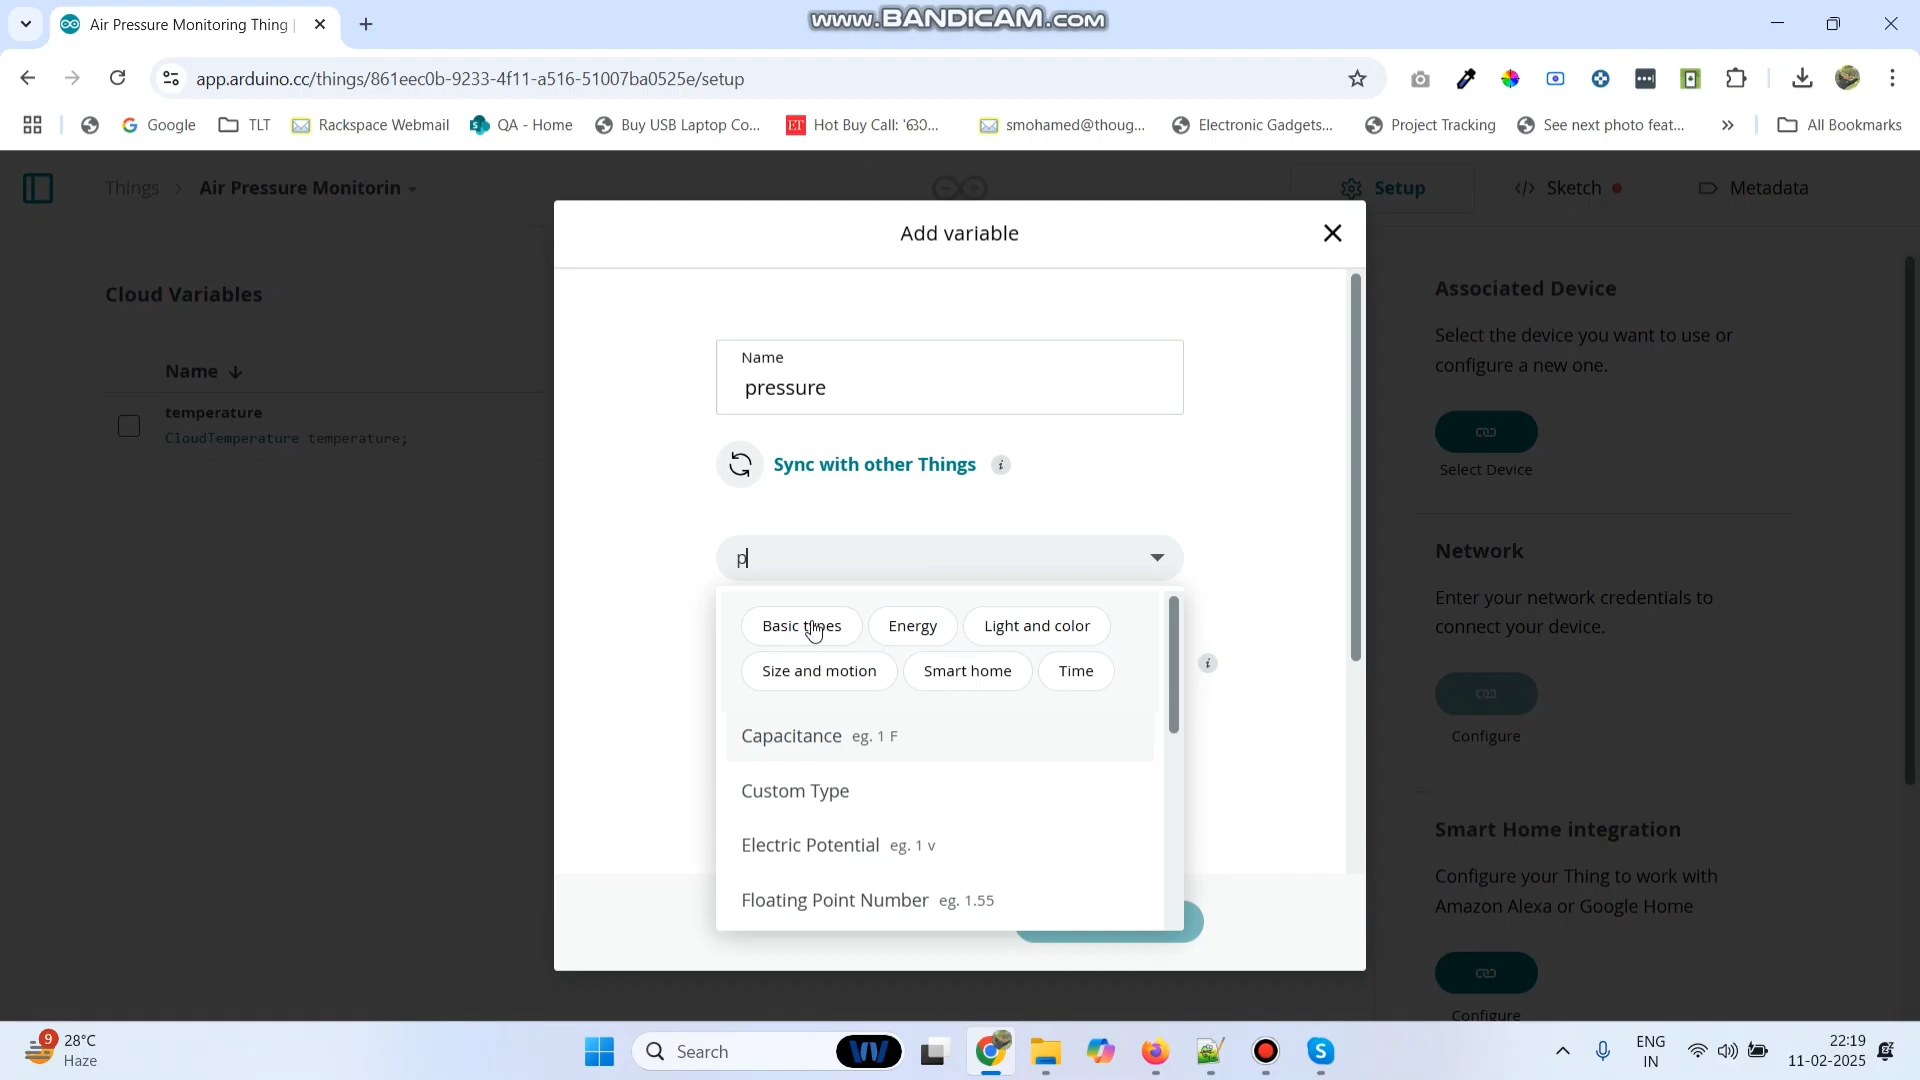 www.BANDICAM.com
Air Pressure Monitoring Thing |
app.arduino.cc/things/861eec0b-9233-4f11-a516-51007ba0525e/setup
Google
TLT
Rackspace Webmail
QA - Home
Buy USB Laptop Co...
ET
Hot Buy Call: '630...
smohamed@thoug...
Electronic Gadgets...
Project Tracking
See next photo feat...
»
All Bookmarks
Things > Air Pressure Monitorin
Setup
</> Sketch
Metadata
Add variable
Cloud Variables
Name ↓
temperature
CloudTemperature temperature;
Name
pressure
Sync with other Things i
p
Basic types
Energy
Light and color
Size and motion
Smart home
Time
i
Capacitance eg. 1 F
Custom Type
Electric Potential eg. 1 v
Floating Point Number eg. 1.55
Associated Device
Select the device you want to use or
configure a new one.
Select Device
Network
Enter your network credentials to
connect your device.
Configure
Smart Home integration
Configure your Thing to work with
Amazon Alexa or Google Home
Configure
9
28°C
Haze
Search
S
ENG
IN
22:19
11-02-2025